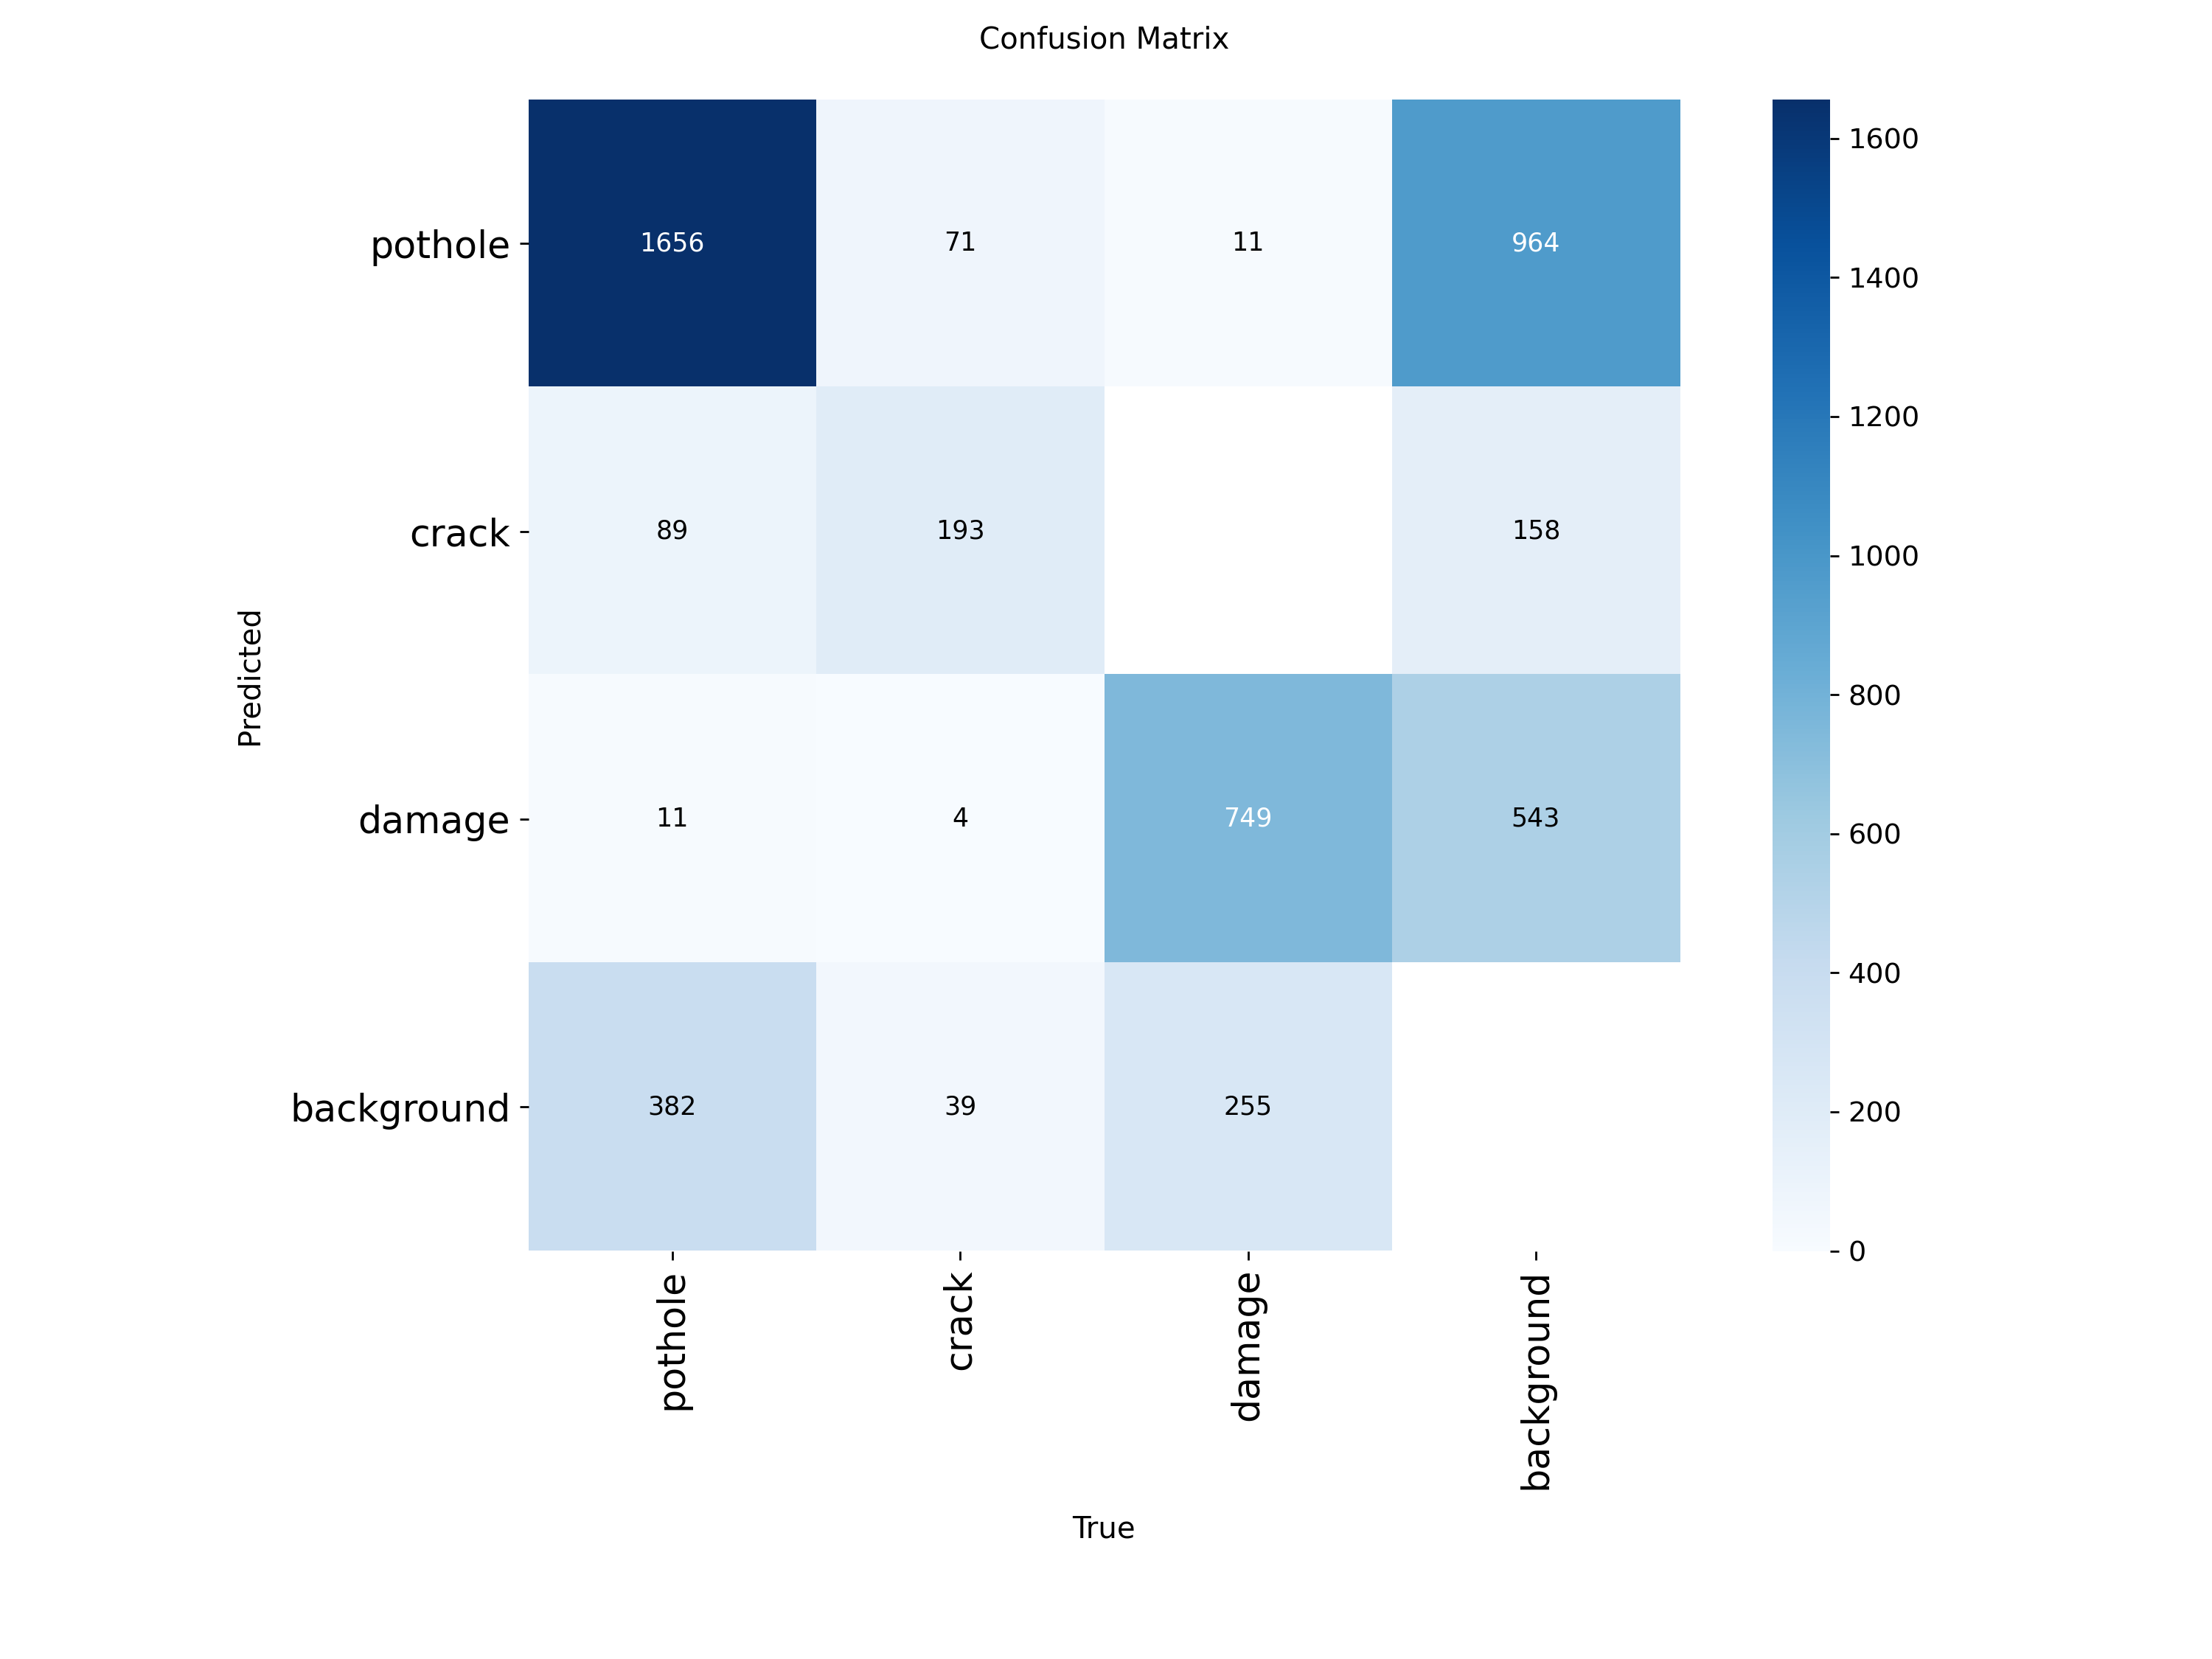 Confusion Matrix
pothole
1656
71
11
964
crack
89
193
158
damage
11
4
749
543
background
382
39
255
Predicted
pothole
crack
damage
background
True
1600
1400
1200
1000
800
600
400
200
0